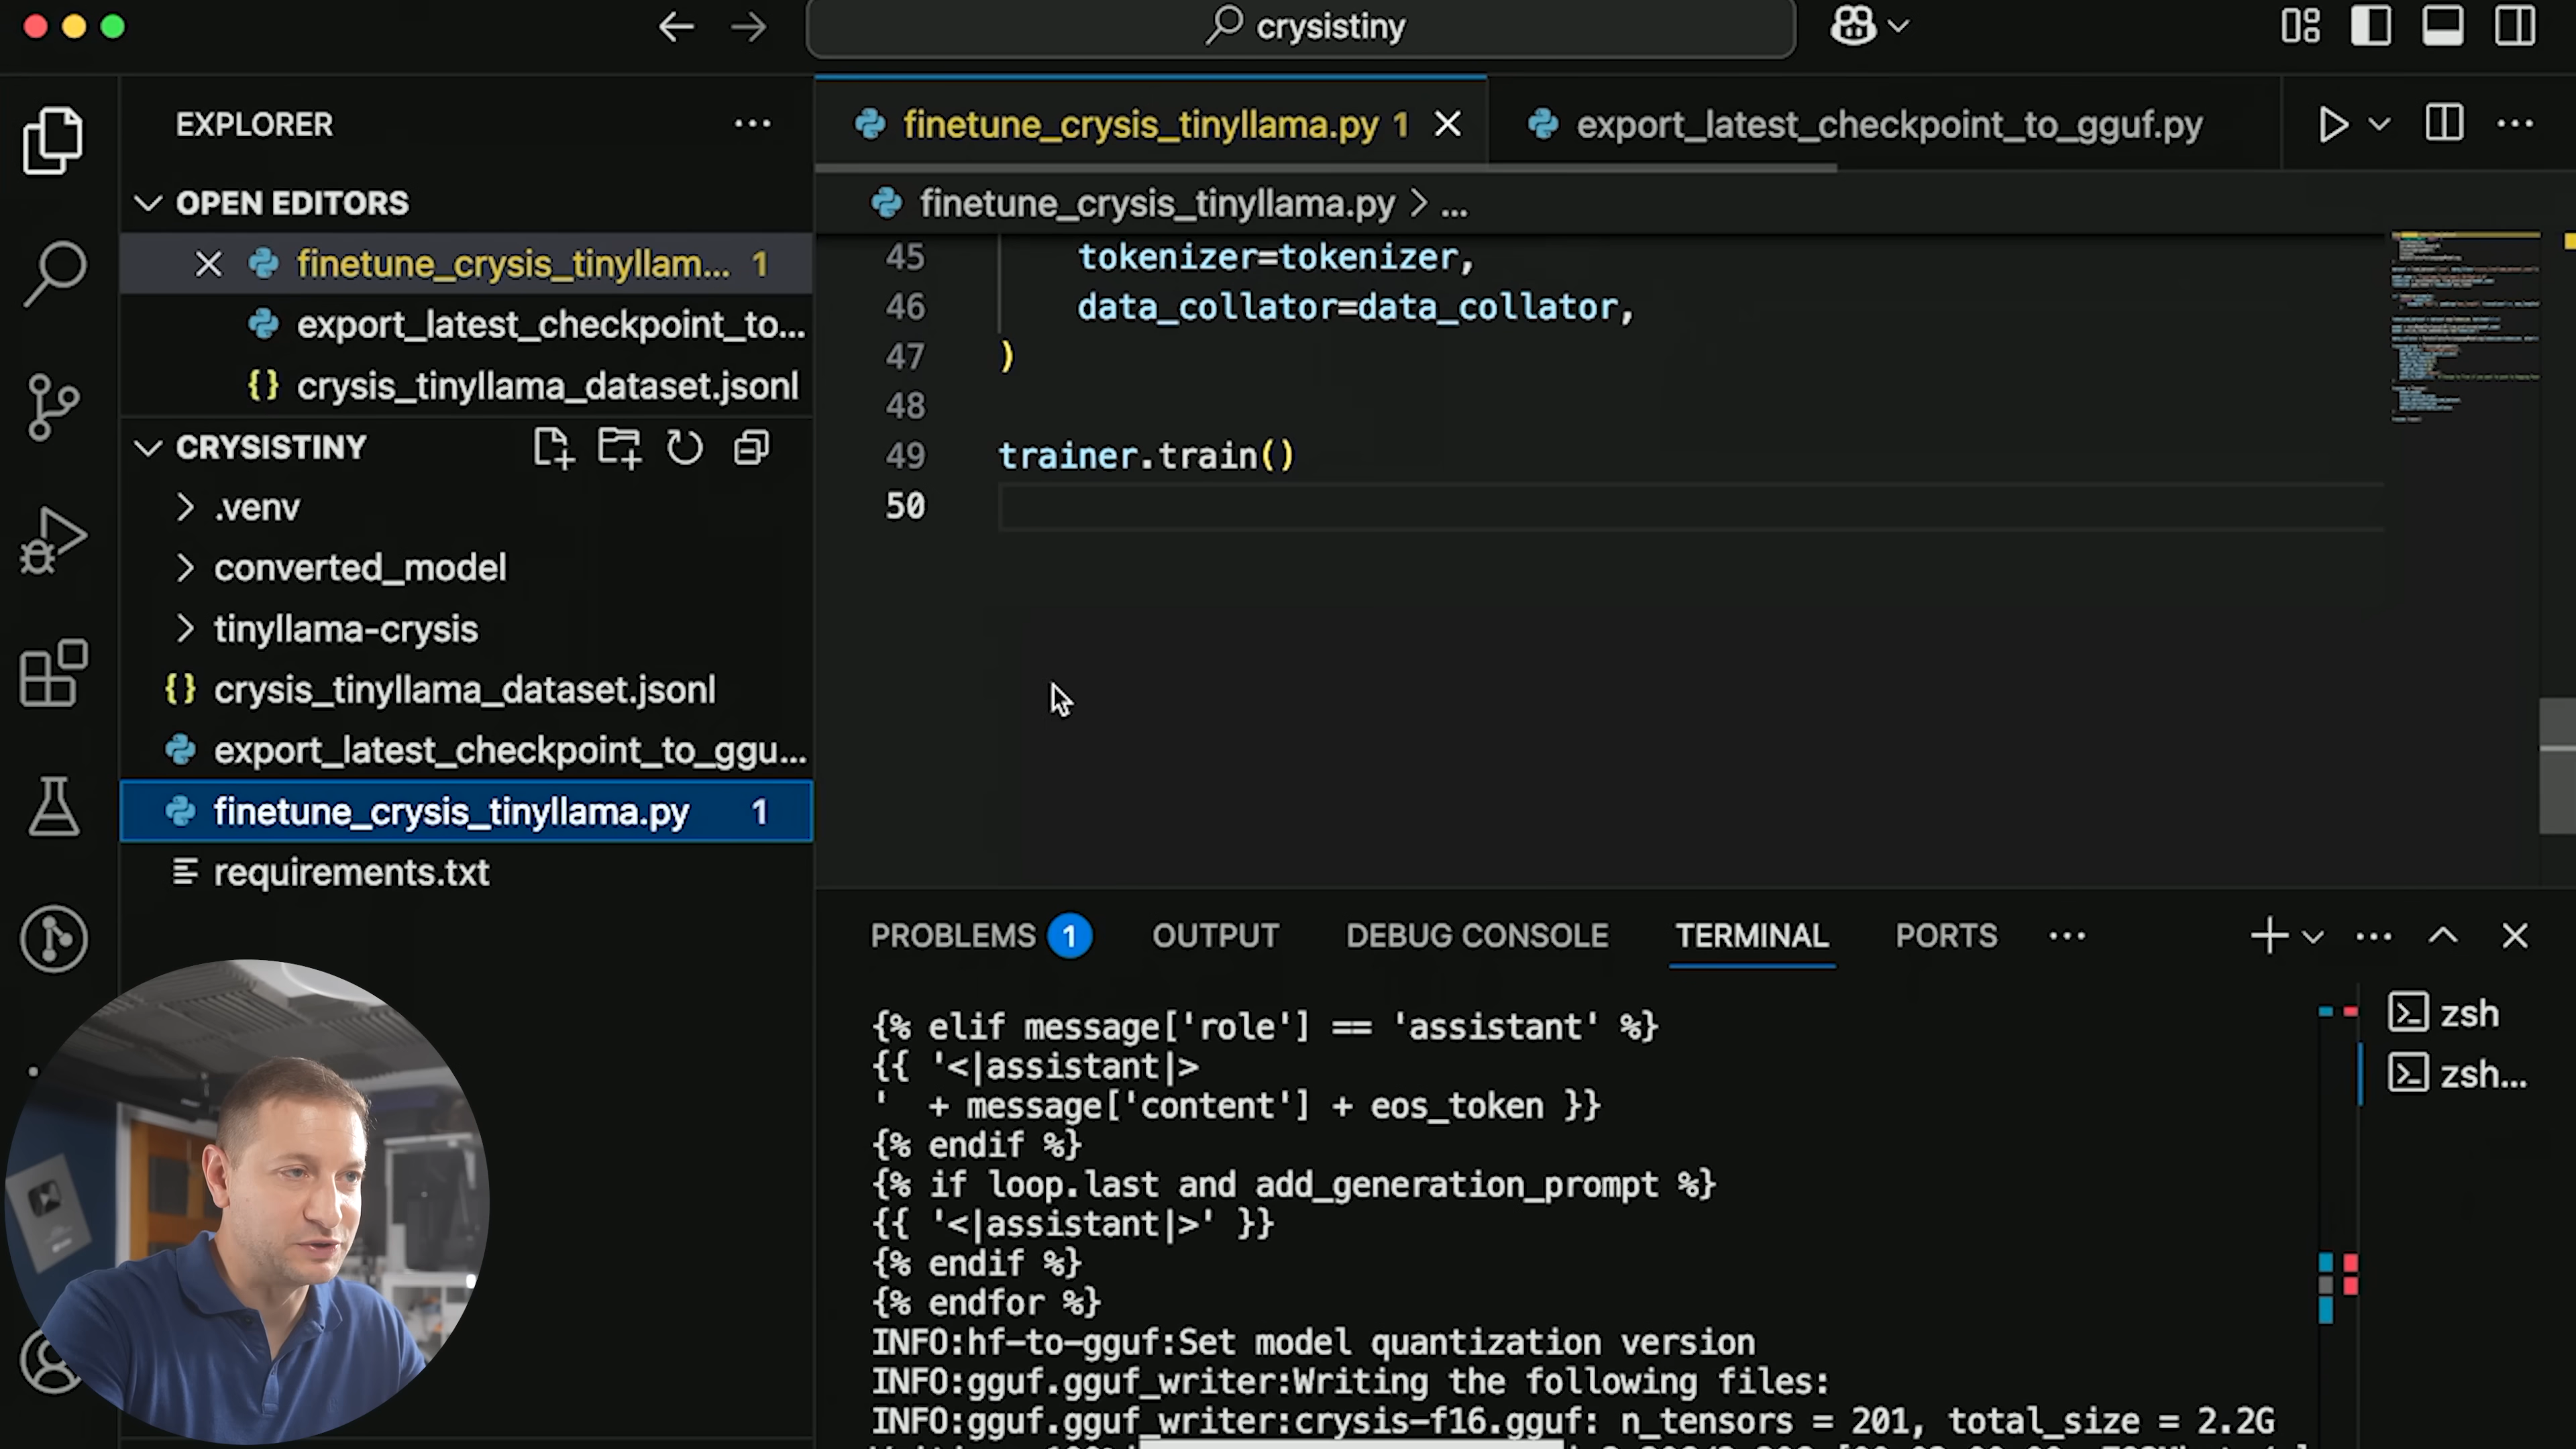 crysistiny
EXPLORER
finetune_crysis_tinyllama.py 1
export_latest_checkpoint_to_gguf.py
OPEN EDITORS
finetune_crysis_tinyllama.py > ...
finetune_crysis_tinyllam... 1
export_latest_checkpoint_to...
{} crysis_tinyllama_dataset.jsonl
CRYSISTINY
.venv
converted_model
tinyllama-crysis
{} crysis_tinyllama_dataset.jsonl
export_latest_checkpoint_to_ggu...
finetune_crysis_tinyllama.py 1
requirements.txt
45 tokenizer=tokenizer,
46 data_collator=data_collator,
47 )
48
49 trainer.train()
50
PROBLEMS 1 OUTPUT DEBUG CONSOLE TERMINAL PORTS ...
{% elif message['role'] == 'assistant' %}
{{ '<|assistant|>
' + message['content'] + eos_token }}
{% endif %}
{% if loop.last and add_generation_prompt %}
{{ '<|assistant|>' }}
{% endif %}
{% endfor %}
INFO:hf-to-gguf:Set model quantization version
INFO:gguf.gguf_writer:Writing the following files:
INFO:gguf.gguf_writer:crysis-f16.gguf: n_tensors = 201, total_size = 2.2G
zsh
zsh...